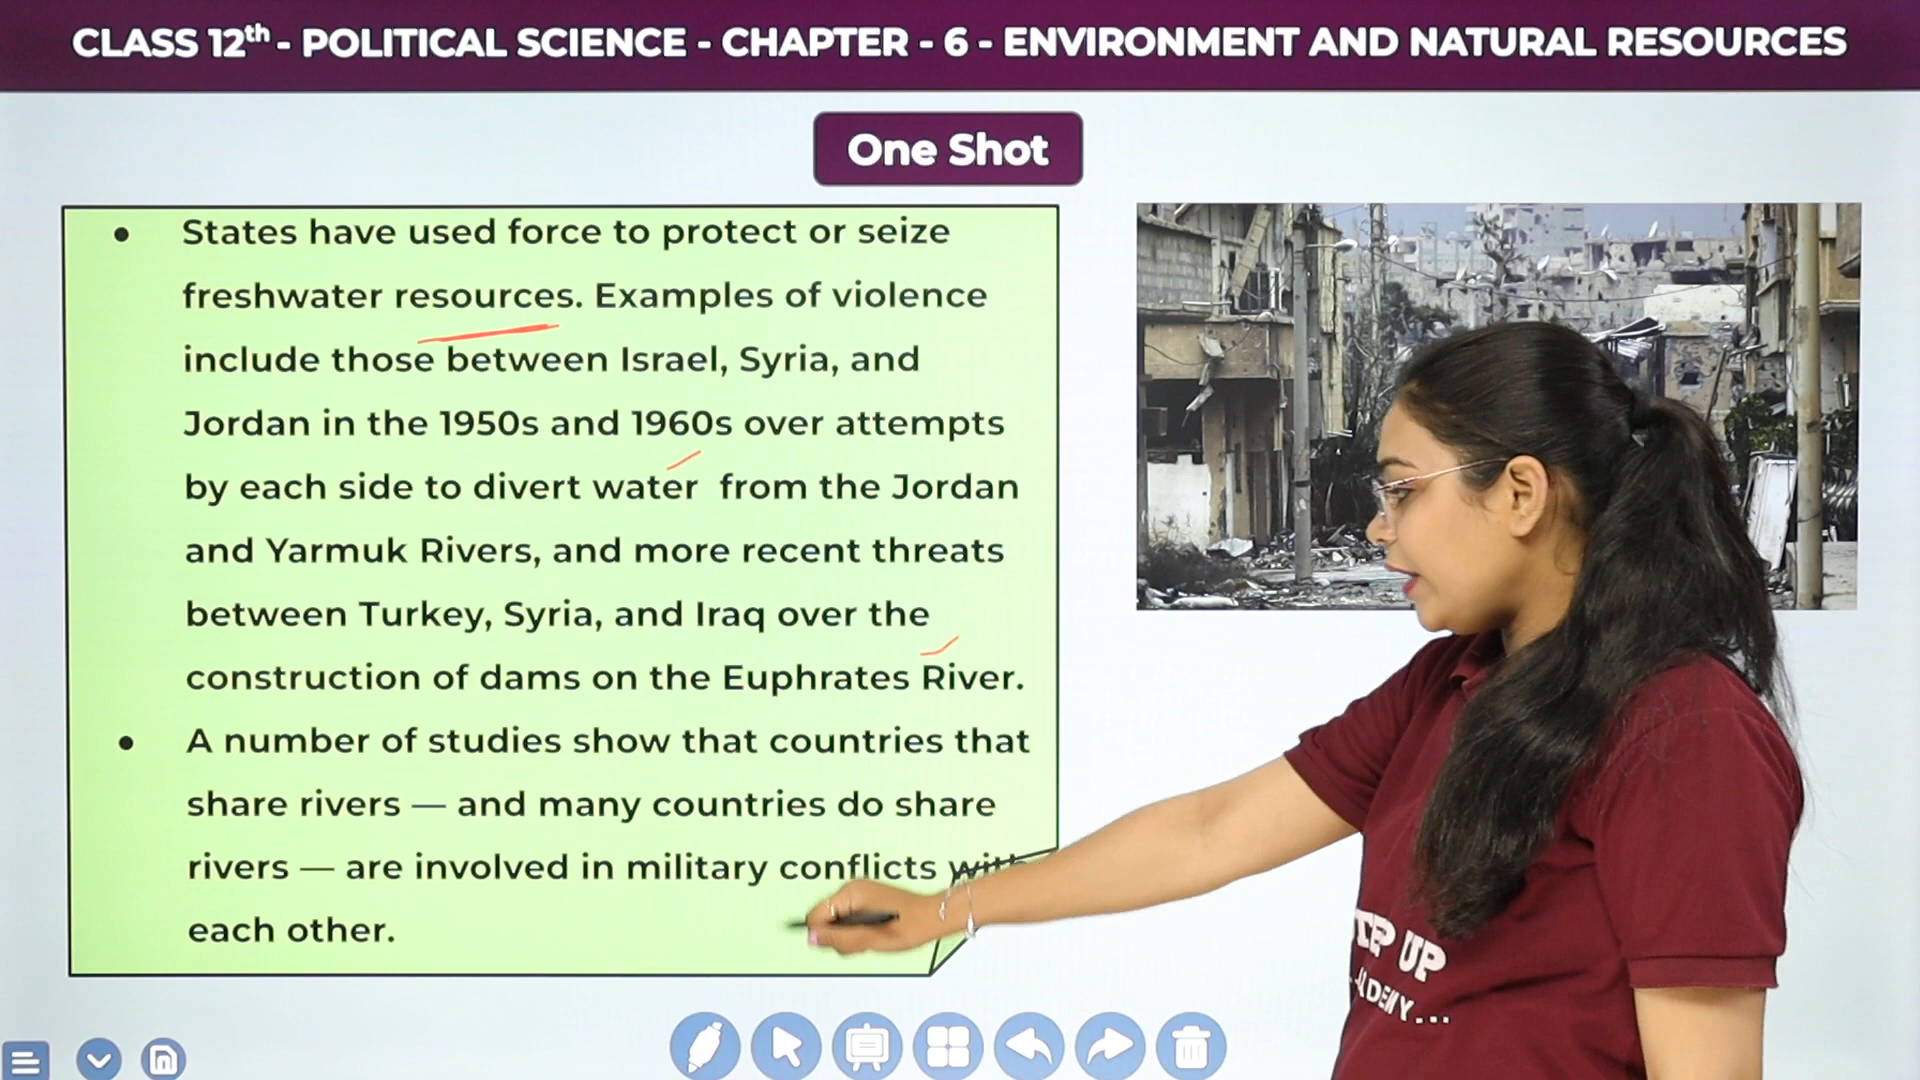 CLASS 12th - POLITICAL SCIENCE - CHAPTER - 6 - ENVIRONMENT AND NATURAL RESOURCES
One Shot
• States have used force to protect or seize
freshwater resources. Examples of violence
include those between Israel, Syria, and
Jordan in the 1950s and 1960s over attempts
by each side to divert water from the Jordan
and Yarmuk Rivers, and more recent threats
between Turkey, Syria, and Iraq over the
construction of dams on the Euphrates River.
• A number of studies show that countries that
share rivers — and many countries do share
rivers — are involved in military conflicts with
each other.
UP